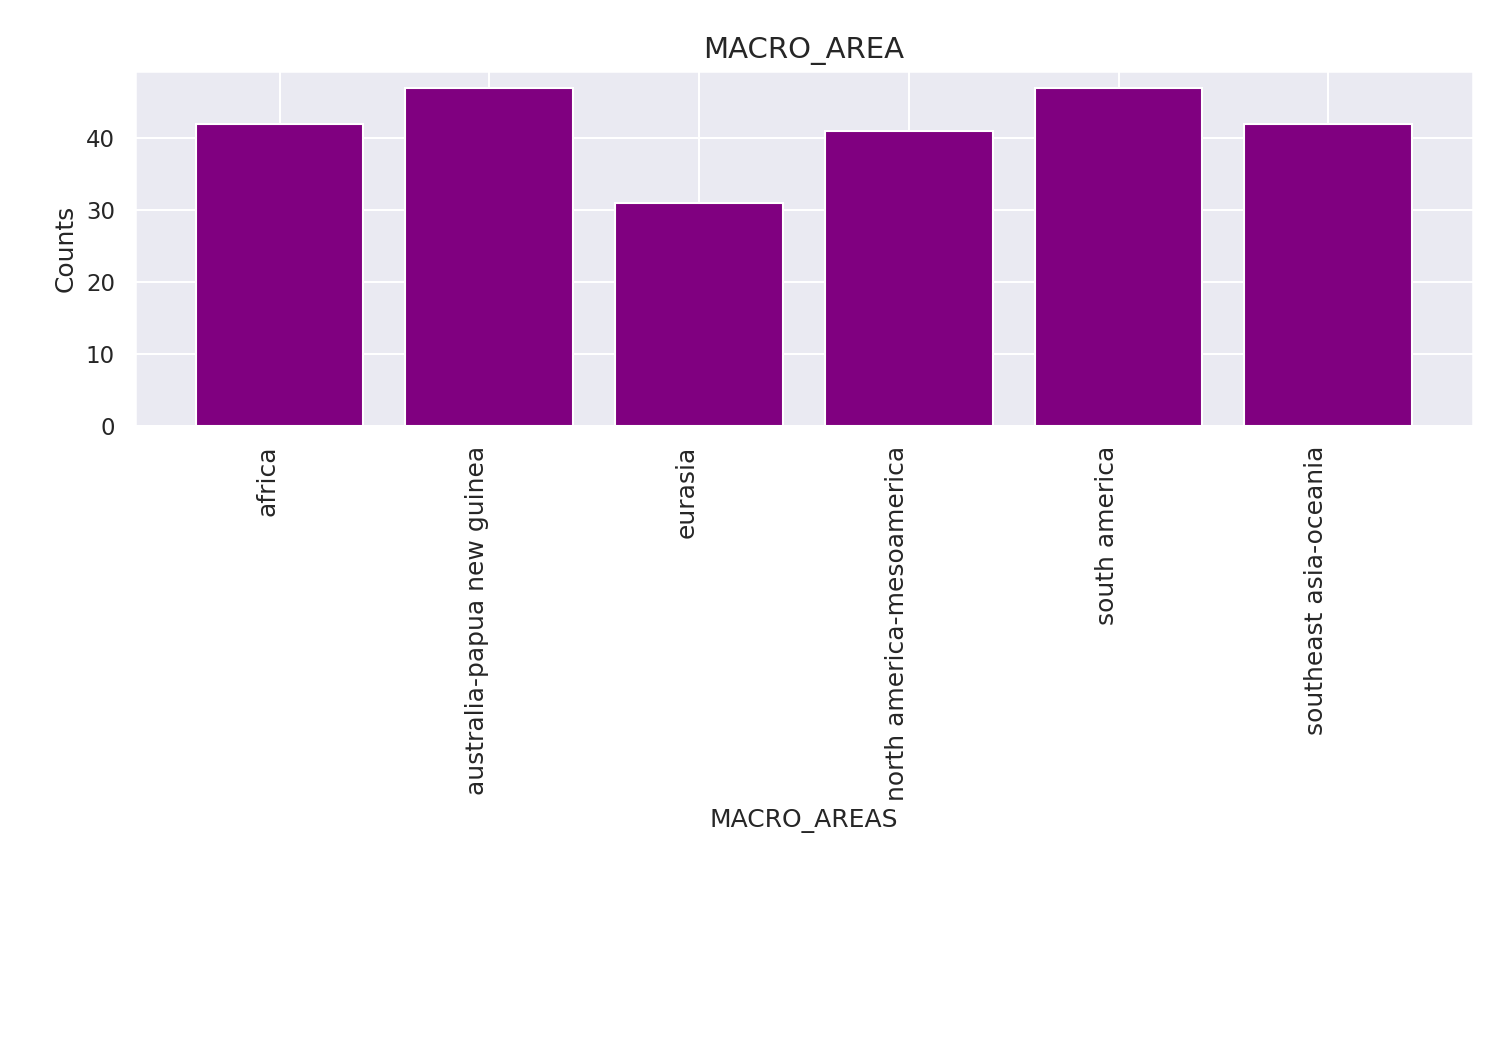 MACRO_AREA
Counts
40
30
20
10
0
africa
australia-papua new guinea
eurasia
north america-mesoamerica
south america
southeast asia-oceania
MACRO_AREAS